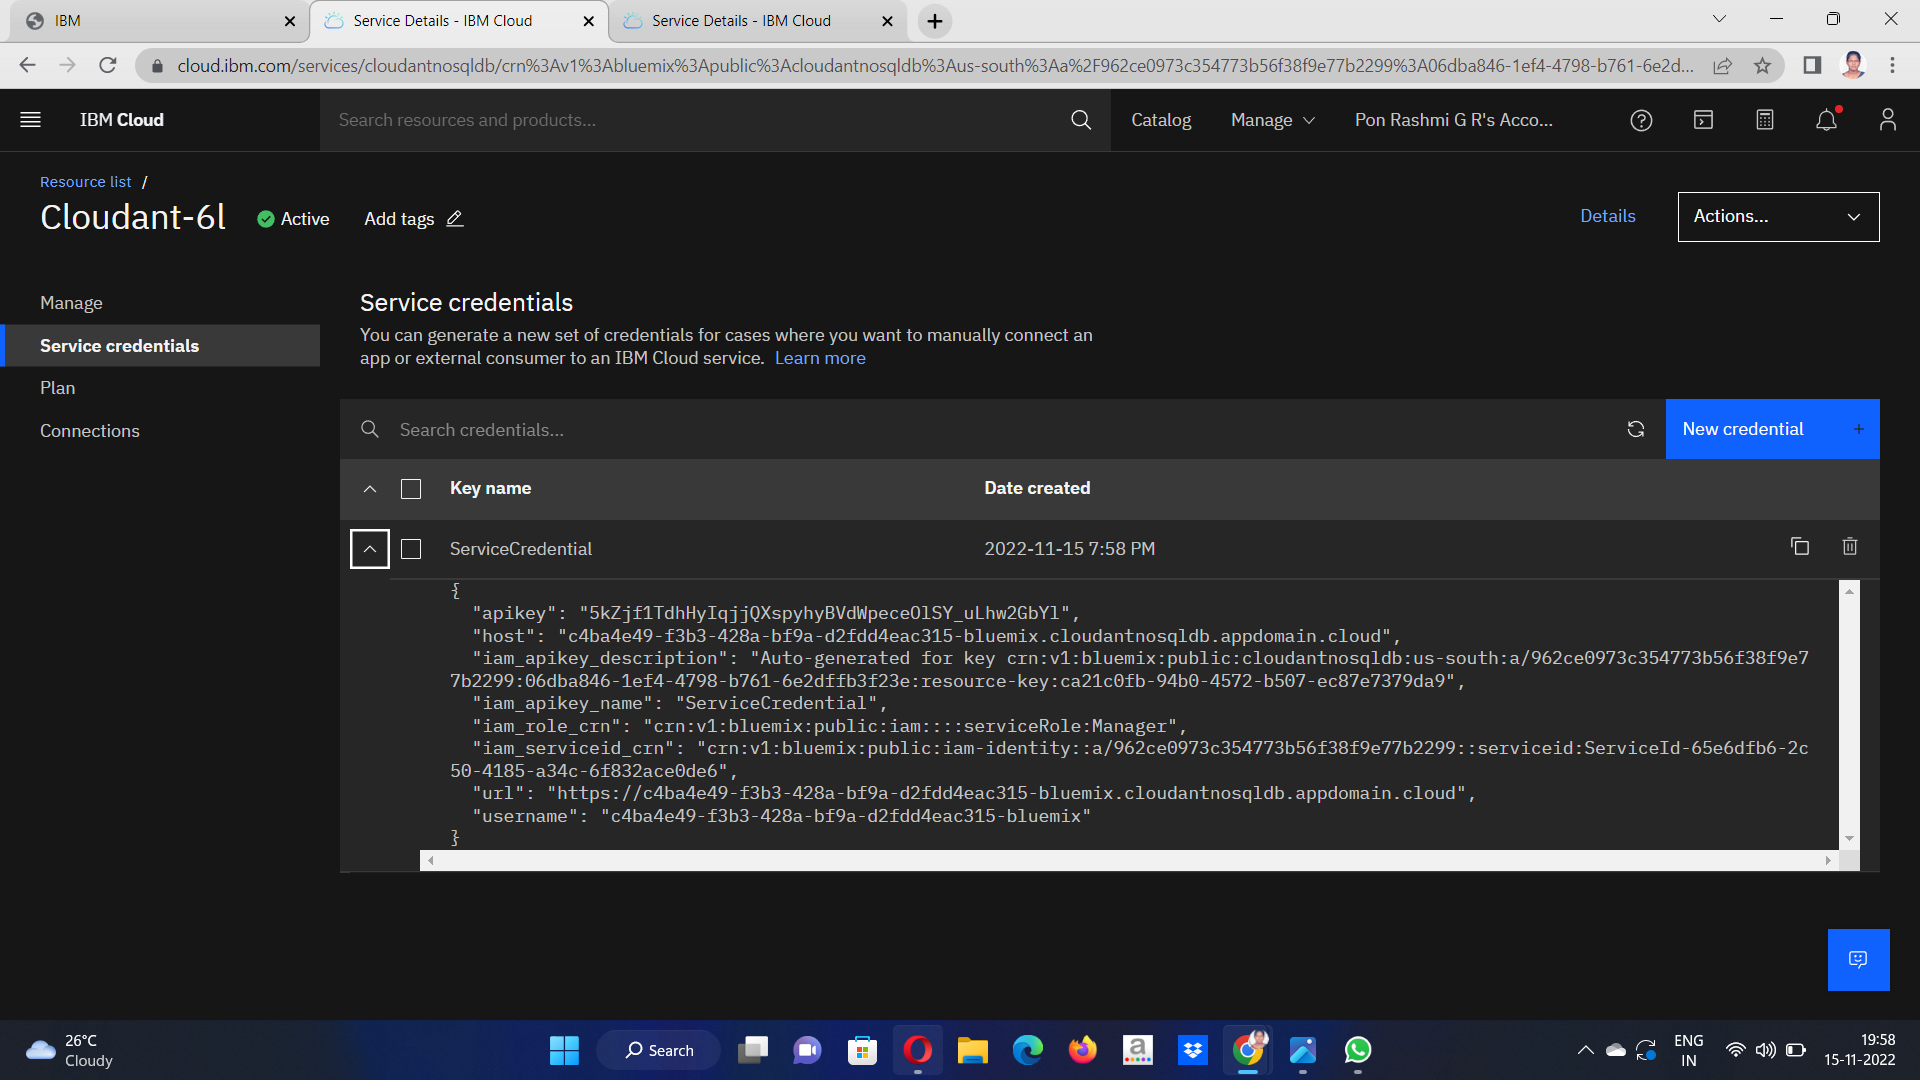 IBM
Service Details - IBM Cloud
Service Details - IBM Cloud
cloud.ibm.com/services/cloudantnosqldb/crn%3Av1%3Abluemix%3Apublic%3Acloudantnosqldb%3Aus-south%3Aa%2F962ce0973c354773b56f38f9e77b2299%3A06dba846-1ef4-4798-b761-6e2d...
IBM Cloud
Search resources and products...
Catalog
Manage
Pon Rashmi G R's Acco...
Resource list /
Cloudant-6l
Active
Add tags
Details
Actions...
Manage
Service credentials
Plan
Connections
Service credentials
You can generate a new set of credentials for cases where you want to manually connect an
app or external consumer to an IBM Cloud service. Learn more
Search credentials...
New credential +
Key name
Date created
ServiceCredential
2022-11-15 7:58 PM
{
"apikey": "5kZjf1TdhHyIqjjQXspyhyBVdWpeceOlSY_uLhw2GbYl",
"host": "c4ba4e49-f3b3-428a-bf9a-d2fdd4eac315-bluemix.cloudantnosqldb.appdomain.cloud",
"iam_apikey_description": "Auto-generated for key crn:v1:bluemix:public:cloudantnosqldb:us-south:a/962ce0973c354773b56f38f9e7
7b2299:06dba846-1ef4-4798-b761-6e2dffb3f23e:resource-key:ca21c0fb-94b0-4572-b507-ec87e7379da9",
"iam_apikey_name": "ServiceCredential",
"iam_role_crn": "crn:v1:bluemix:public:iam::::serviceRole:Manager",
"iam_serviceid_crn": "crn:v1:bluemix:public:iam-identity::a/962ce0973c354773b56f38f9e77b2299::serviceid:ServiceId-65e6dfb6-2c
50-4185-a34c-6f832ace0de6",
"url": "https://c4ba4e49-f3b3-428a-bf9a-d2fdd4eac315-bluemix.cloudantnosqldb.appdomain.cloud",
"username": "c4ba4e49-f3b3-428a-bf9a-d2fdd4eac315-bluemix"
}
26°C
Cloudy
Search
ENG
IN
19:58
15-11-2022